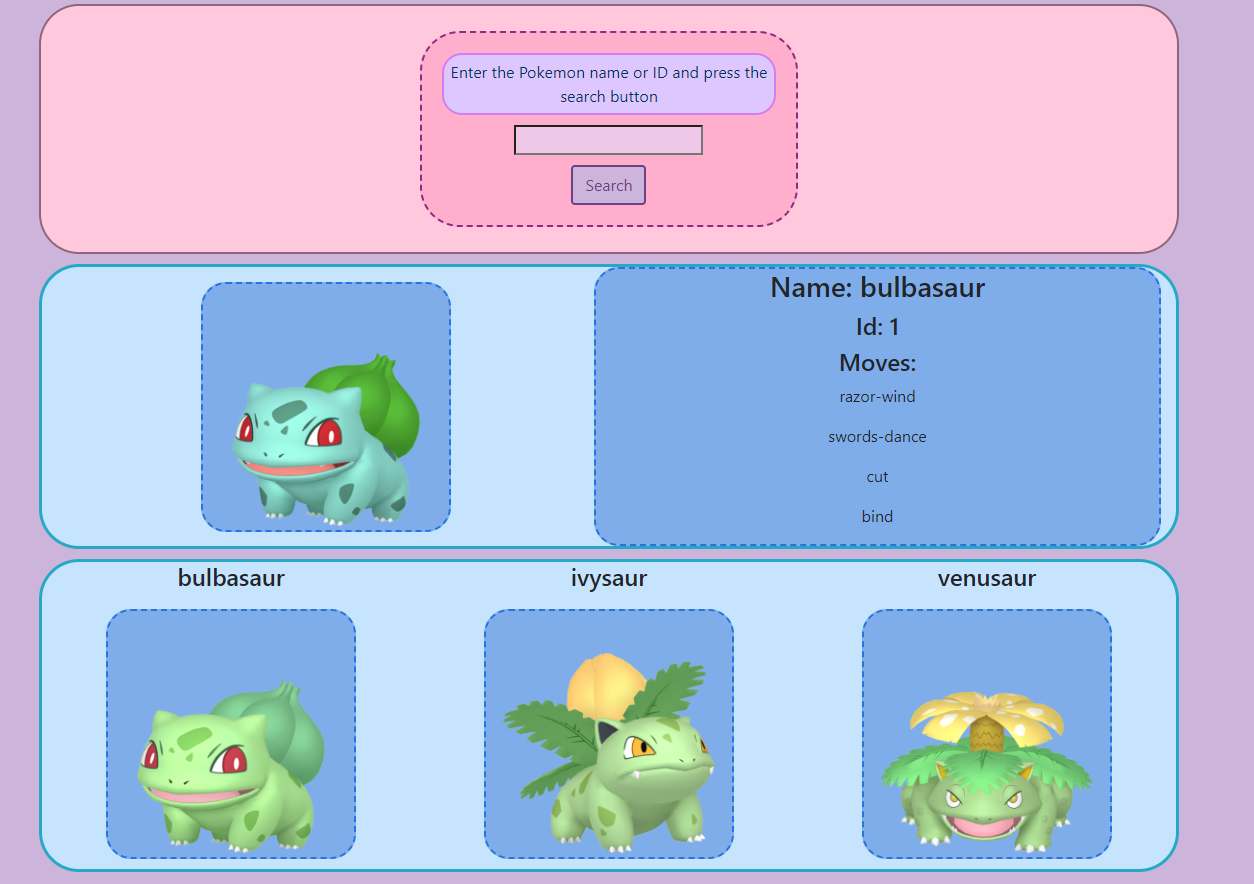 Enter the Pokemon name or ID and press the
search button
Search
Name: bulbasaur
Id: 1
Moves:
razor-wind
swords-dance
cut
bind
bulbasaur
ivysaur
venusaur